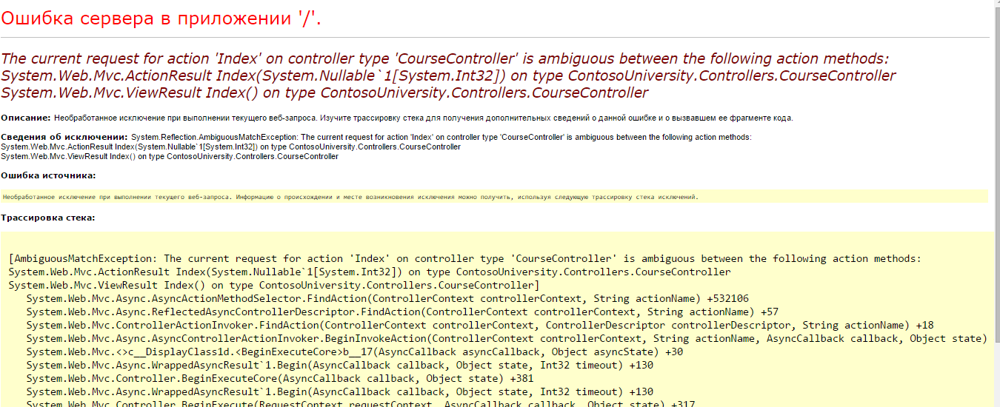 Ошибка сервера в приложении '/'.
The current request for action 'Index' on controller type 'CourseController' is ambiguous between the following action methods:
System.Web.Mvc.ActionResult Index(System.Nullable`1[System.Int32]) on type ContosoUniversity.Controllers.CourseController
System.Web.Mvc.ViewResult Index() on type ContosoUniversity.Controllers.CourseController
Описание: Необработанное исключение при выполнении текущего веб-запроса. Изучите трассировку стека для получения дополнительных сведений о данной ошибке и о вызвавшем ее фрагменте кода.
Сведения об исключении: System.Reflection.AmbiguousMatchException: The current request for action 'Index' on controller type 'CourseController' is ambiguous between the following action methods:
System.Web.Mvc.ActionResult Index(System.Nullable`1[System.Int32]) on type ContosoUniversity.Controllers.CourseController
System.Web.Mvc.ViewResult Index() on type ContosoUniversity.Controllers.CourseController
Ошибка источника:
Необработанное исключение при выполнении текущего веб-запроса. Информацию о происхождении и месте возникновения исключения можно получить, используя следующую трассировку стека исключений.
Трассировка стека:
[AmbiguousMatchException: The current request for action 'Index' on controller type 'CourseController' is ambiguous between the following action methods:
System.Web.Mvc.ActionResult Index(System.Nullable`1[System.Int32]) on type ContosoUniversity.Controllers.CourseController
System.Web.Mvc.ViewResult Index() on type ContosoUniversity.Controllers.CourseController]
System.Web.Mvc.Async.AsyncActionMethodSelector.FindAction(ControllerContext controllerContext, String actionName) +532106
System.Web.Mvc.Async.ReflectedAsyncControllerDescriptor.FindAction(ControllerContext controllerContext, String actionName) +57
System.Web.Mvc.ControllerActionInvoker.FindAction(ControllerContext controllerContext, ControllerDescriptor controllerDescriptor, String actionName) +18
System.Web.Mvc.Async.AsyncControllerActionInvoker.BeginInvokeAction(ControllerContext controllerContext, String actionName, AsyncCallback callback, Object state)
System.Web.Mvc.<>c__DisplayClass1d.<BeginExecuteCore>b__17(AsyncCallback asyncCallback, Object asyncState) +30
System.Web.Mvc.Async.WrappedAsyncResult`1.Begin(AsyncCallback callback, Object state, Int32 timeout) +130
System.Web.Mvc.Controller.BeginExecuteCore(AsyncCallback callback, Object state) +381
System.Web.Mvc.Async.WrappedAsyncResult`1.Begin(AsyncCallback callback, Object state, Int32 timeout) +130
System.Web.Mvc.Controller.BeginExecute(RequestContext requestContext, AsyncCallback callback, Object state) +317